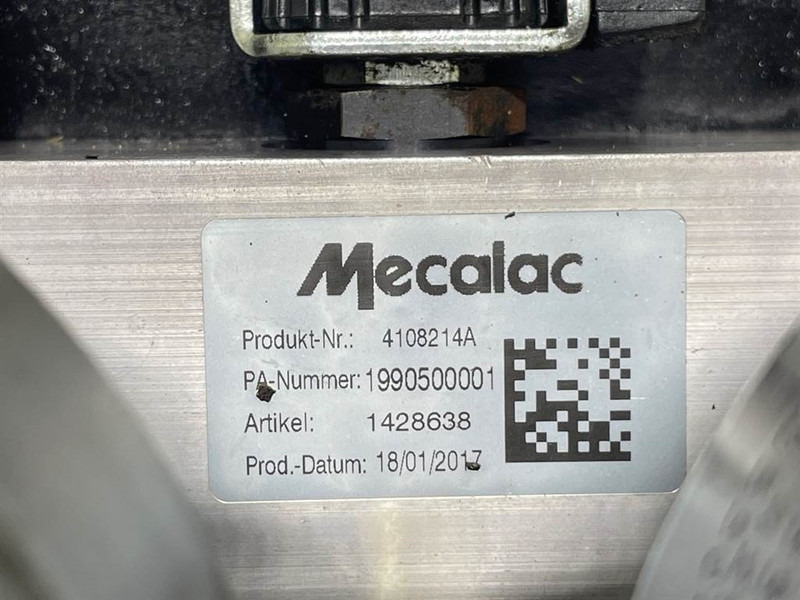 Mecalac
Produkt-Nr.: 4108214A
PA-Nummer: 1990500001
Artikel: 1428638
Prod.-Datum: 18/01/2017